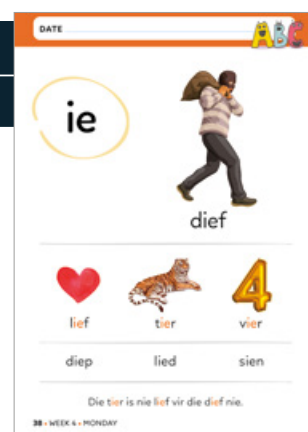 DATE
ABC
ie
dief
lief tier vier
4
diep lied sien
Die tier is nie lief vir die dief nie.
38 • WEEK 4 • MONDAY